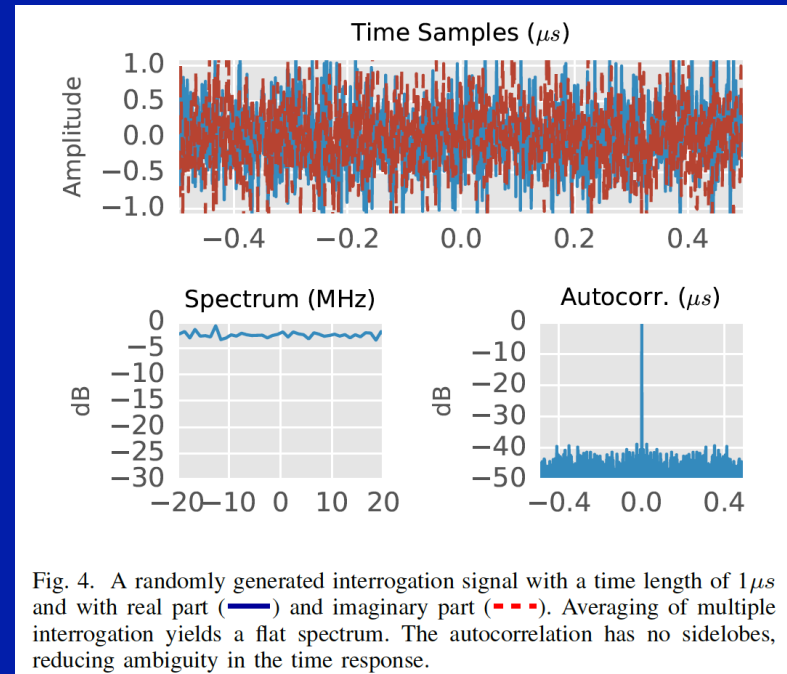 Time Samples (μs)
Amplitude
1.0
0.5
0.0
−0.5
−1.0
−0.4 −0.2 0.0 0.2 0.4
Spectrum (MHz)
dB
0
−5
−10
−15
−20
−25
−30
−20 −10 0 10 20
Autocorr. (μs)
dB
0
−10
−20
−30
−40
−50
−0.4 0.0 0.4
Fig. 4. A randomly generated interrogation signal with a time length of 1μs
and with real part ( ) and imaginary part ( ). Averaging of multiple
interrogation yields a flat spectrum. The autocorrelation has no sidelobes,
reducing ambiguity in the time response.